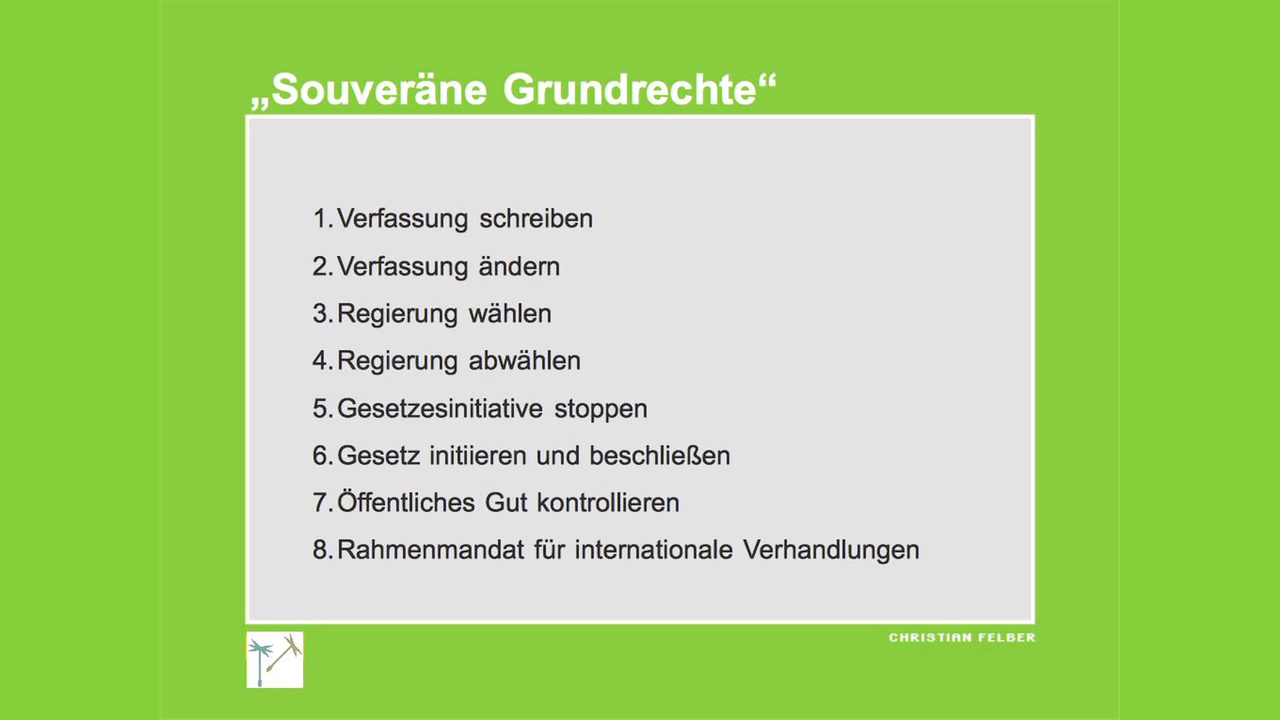 „Souveräne Grundrechte“
1. Verfassung schreiben
2. Verfassung ändern
3. Regierung wählen
4. Regierung abwählen
5. Gesetzesinitiative stoppen
6. Gesetz initiieren und beschließen
7. Öffentliches Gut kontrollieren
8. Rahmenmandat für internationale Verhandlungen
CHRISTIAN FELBER